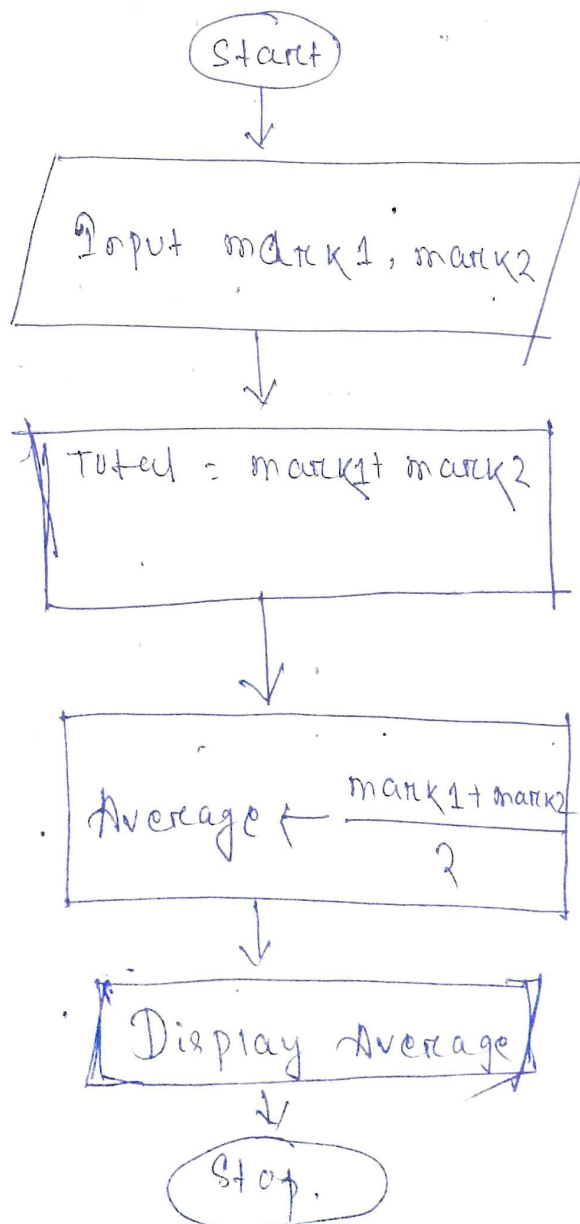 Start
Input mark1, mark2
Total = mark1+ mark2
Average ← mark1+mark2
2
Display Average
Stop.